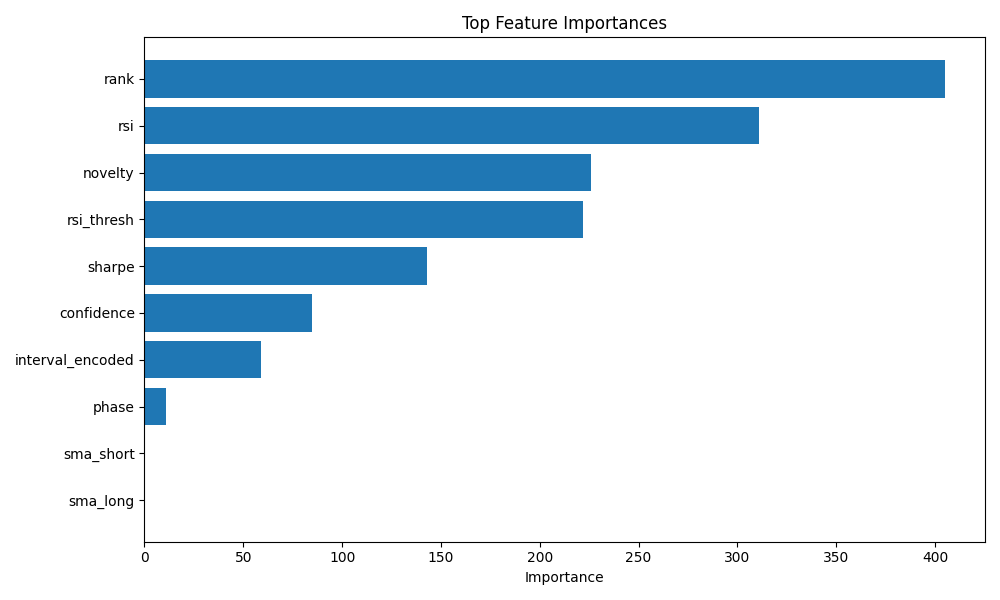 Top Feature Importances
rank
rsi
novelty
rsi_thresh
sharpe
confidence
interval_encoded
phase
sma_short
sma_long
0 50 100 150 200 250 300 350 400
Importance